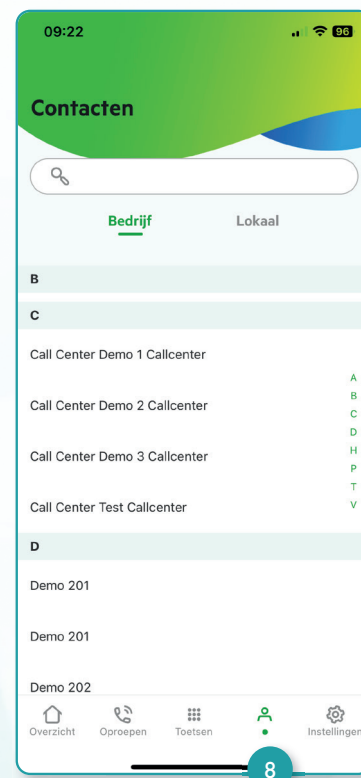 09:22
96
Contacten
Bedrijf Lokaal
B
C
Call Center Demo 1 Callcenter
Call Center Demo 2 Callcenter
Call Center Demo 3 Callcenter
Call Center Test Callcenter
A
B
C
D
H
P
T
V
D
Demo 201
Demo 201
Demo 202
Overzicht Oproepen Toetsen Instellingen
8